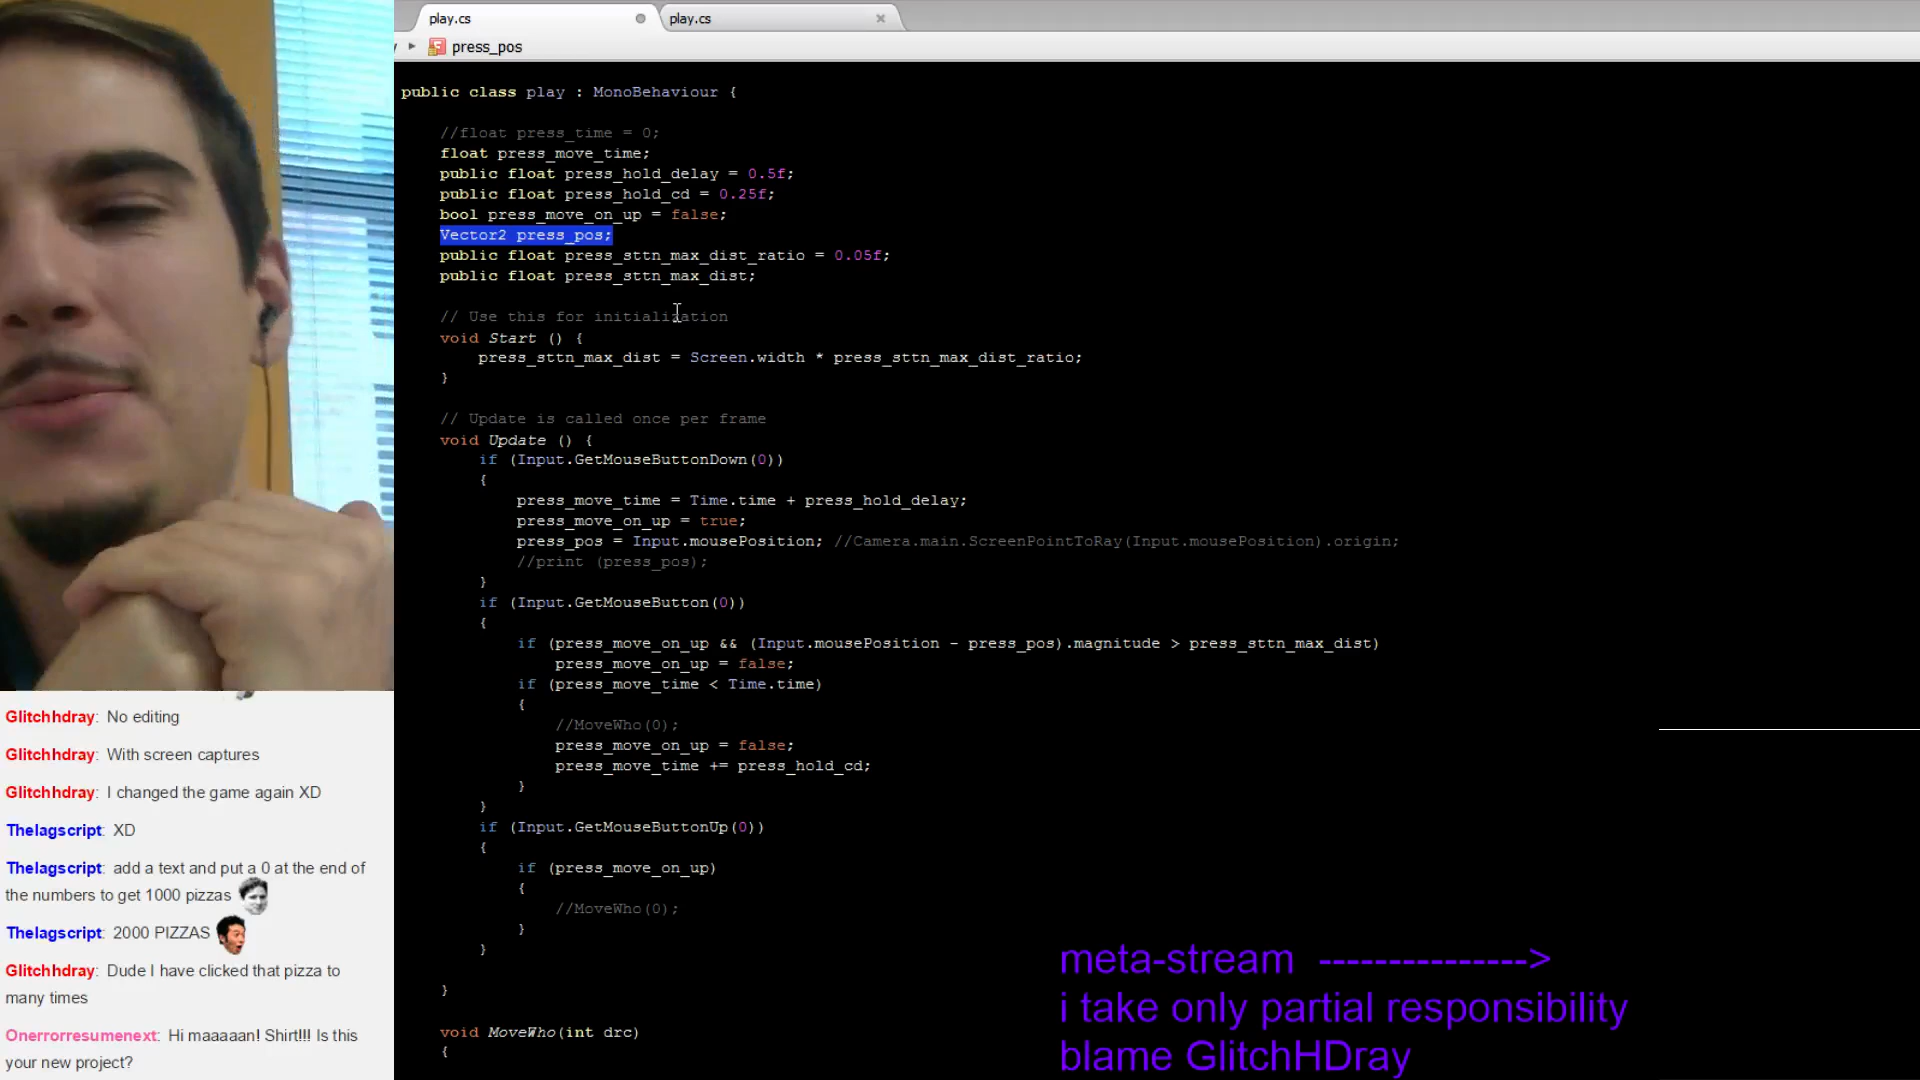 play.cs
play.cs
press_pos
public class play : MonoBehaviour {
//float press_time = 0;
float press_move_time;
public float press_hold_delay = 0.5f;
public float press_hold_cd = 0.25f;
bool press_move_on_up = false;
Vector2 press_pos;
public float press_sttn_max_dist_ratio = 0.05f;
public float press_sttn_max_dist;
// Use this for initialization
void Start () {
press_sttn_max_dist = Screen.width * press_sttn_max_dist_ratio;
}
// Update is called once per frame
void Update () {
if (Input.GetMouseButtonDown(0))
{
press_move_time = Time.time + press_hold_delay;
press_move_on_up = true;
press_pos = Input.mousePosition; //Camera.main.ScreenPointToRay(Input.mousePosition).origin;
//print (press_pos);
}
if (Input.GetMouseButton(0))
{
if (press_move_on_up && (Input.mousePosition - press_pos).magnitude > press_sttn_max_dist)
press_move_on_up = false;
if (press_move_time < Time.time)
{
//MoveWho(0);
press_move_on_up = false;
press_move_time += press_hold_cd;
}
}
if (Input.GetMouseButtonUp(0))
{
if (press_move_on_up)
{
//MoveWho(0);
}
}
}
void MoveWho(int drc)
{
Glitchhdray: No editing
Glitchhdray: With screen captures
Glitchhdray: I changed the game again XD
Thelagscript: XD
Thelagscript: add a text and put a 0 at the end of
the numbers to get 1000 pizzas
Thelagscript: 2000 PIZZAS
Glitchhdray: Dude I have clicked that pizza to
many times
Onerrorresumenext: Hi maaaaan! Shirt!!! Is this
your new project?
meta-stream --------------->
i take only partial responsibility
blame GlitchHDray